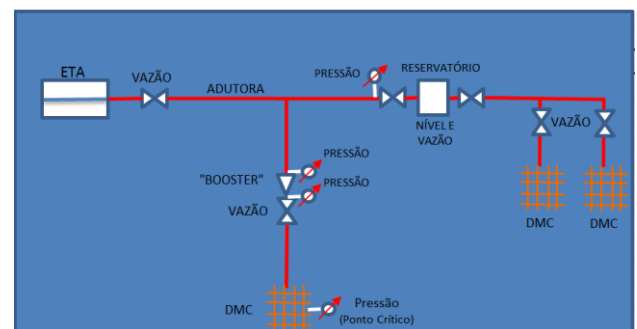 ETA
VAZÃO
ADUTORA
PRESSÃO
RESERVATÓRIO
NÍVEL E
VAZÃO
VAZÃO
DMC
DMC
PRESSÃO
"BOOSTER"
PRESSÃO
VAZÃO
DMC
Pressão
(Ponto Crítico)